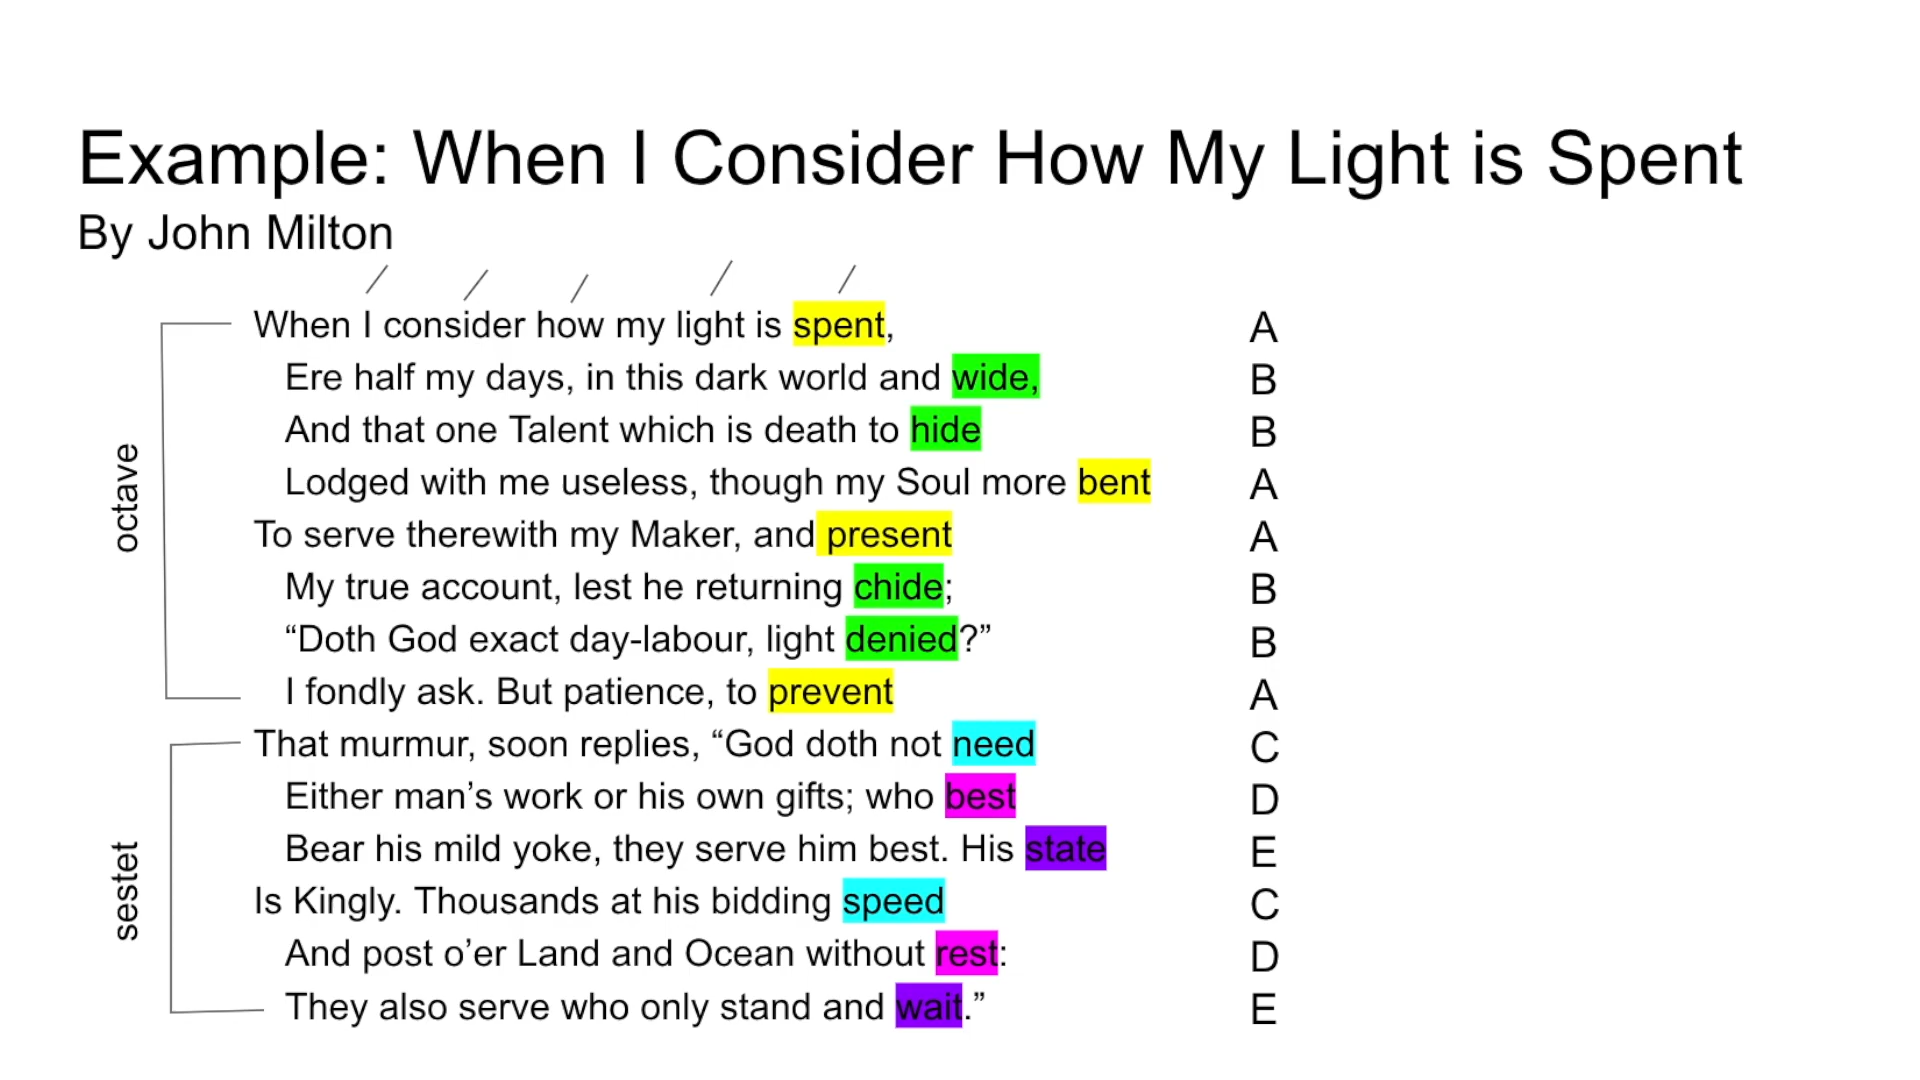 Example: When I Consider How My Light is Spent
By John Milton
When I consider how my light is spent, A
Ere half my days, in this dark world and wide, B
And that one Talent which is death to hide B
Lodged with me useless, though my Soul more bent A
To serve therewith my Maker, and present A
My true account, lest he returning chide; B
“Doth God exact day-labour, light denied?” B
I fondly ask. But patience, to prevent A
octave
That murmur, soon replies, “God doth not need C
Either man’s work or his own gifts; who best D
Bear his mild yoke, they serve him best. His state E
Is Kingly. Thousands at his bidding speed C
And post o’er Land and Ocean without rest: D
They also serve who only stand and wait.” E
sestet